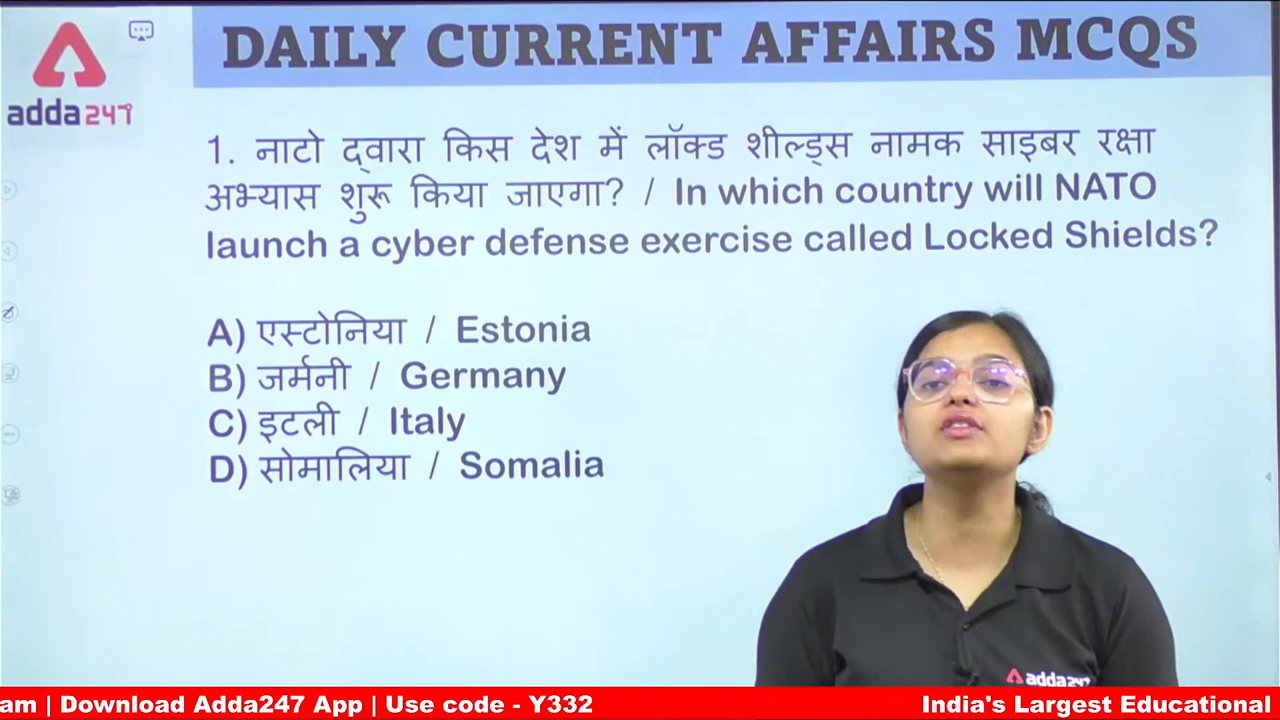 DAILY CURRENT AFFAIRS MCQS
adda247
1. नाटो द्वारा किस देश में लॉक्ड शील्ड्स नामक साइबर रक्षा
अभ्यास शुरू किया जाएगा? / In which country will NATO
launch a cyber defense exercise called Locked Shields?
A) एस्टोनिया / Estonia
B) जर्मनी / Germany
C) इटली / Italy
D) सोमालिया / Somalia
adda247
am | Download Adda247 App | Use code - Y332
India's Largest Educational